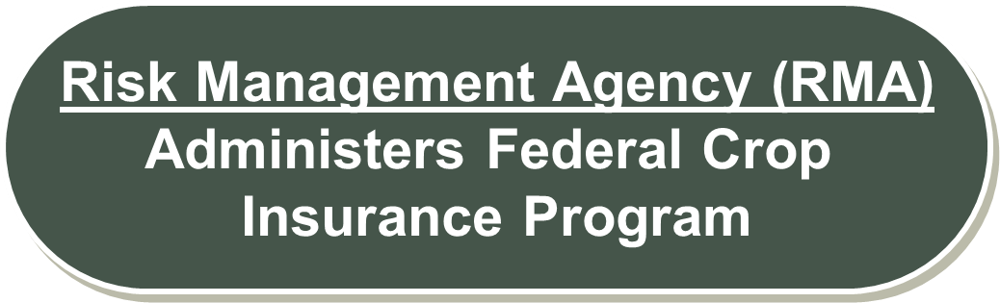 Risk Management Agency (RMA)
Administers Federal Crop
Insurance Program